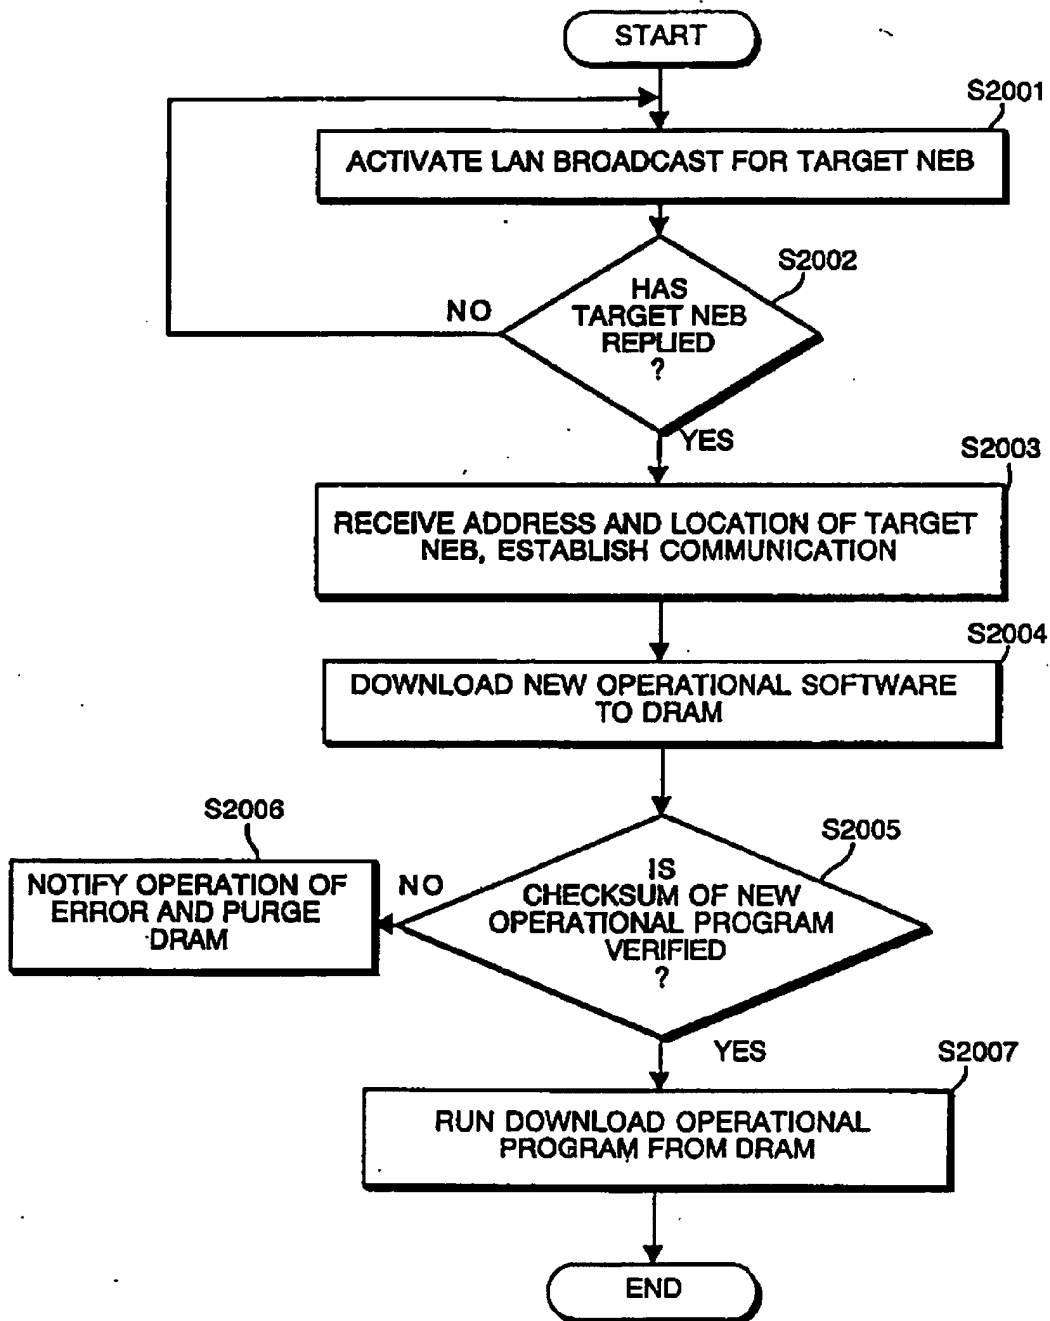 START
S2001
ACTIVATE LAN BROADCAST FOR TARGET NEB
S2002
HAS
TARGET NEB
REPLIED
?
NO
YES
S2003
RECEIVE ADDRESS AND LOCATION OF TARGET
NEB, ESTABLISH COMMUNICATION
S2004
DOWNLOAD NEW OPERATIONAL SOFTWARE
TO DRAM
S2006
NOTIFY OPERATION OF
ERROR AND PURGE
DRAM
NO
S2005
IS
CHECKSUM OF NEW
OPERATIONAL PROGRAM
VERIFIED
?
YES
S2007
RUN DOWNLOAD OPERATIONAL
PROGRAM FROM DRAM
END